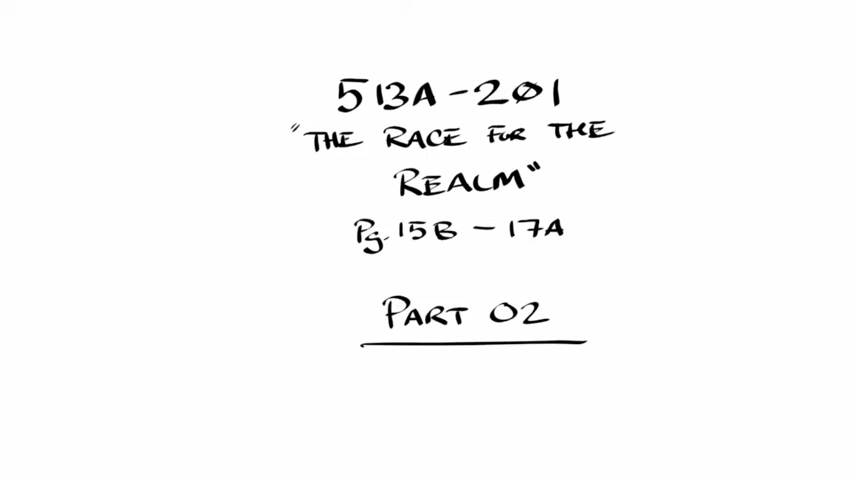 513A-201
"THE RACE FOR THE
REALM"
Pg. 15B - 17A
PART 02